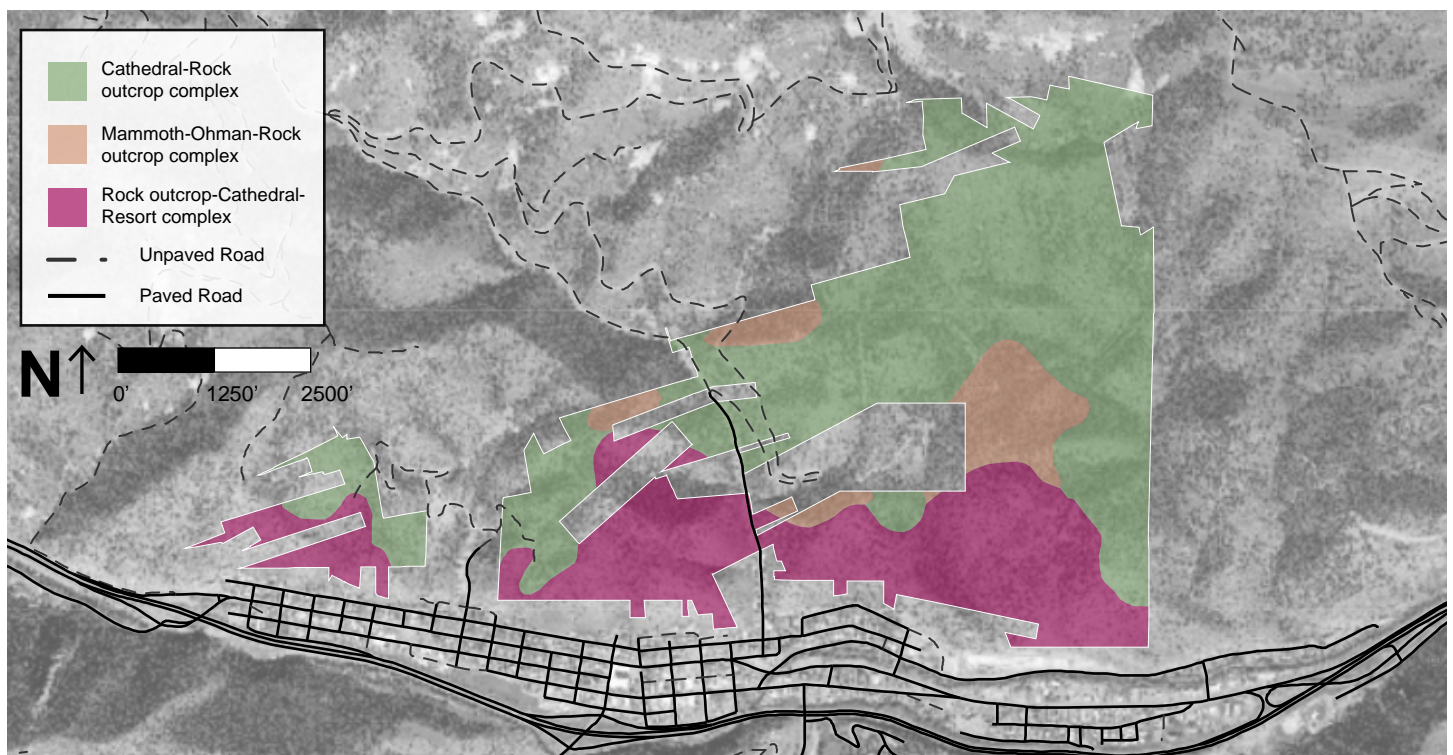 Cathedral-Rock
outcrop complex
Mammoth-Ohman-Rock
outcrop complex
Rock outcrop-Cathedral-
Resort complex
Unpaved Road
Paved Road
N↑
0’ 1250’ 2500’